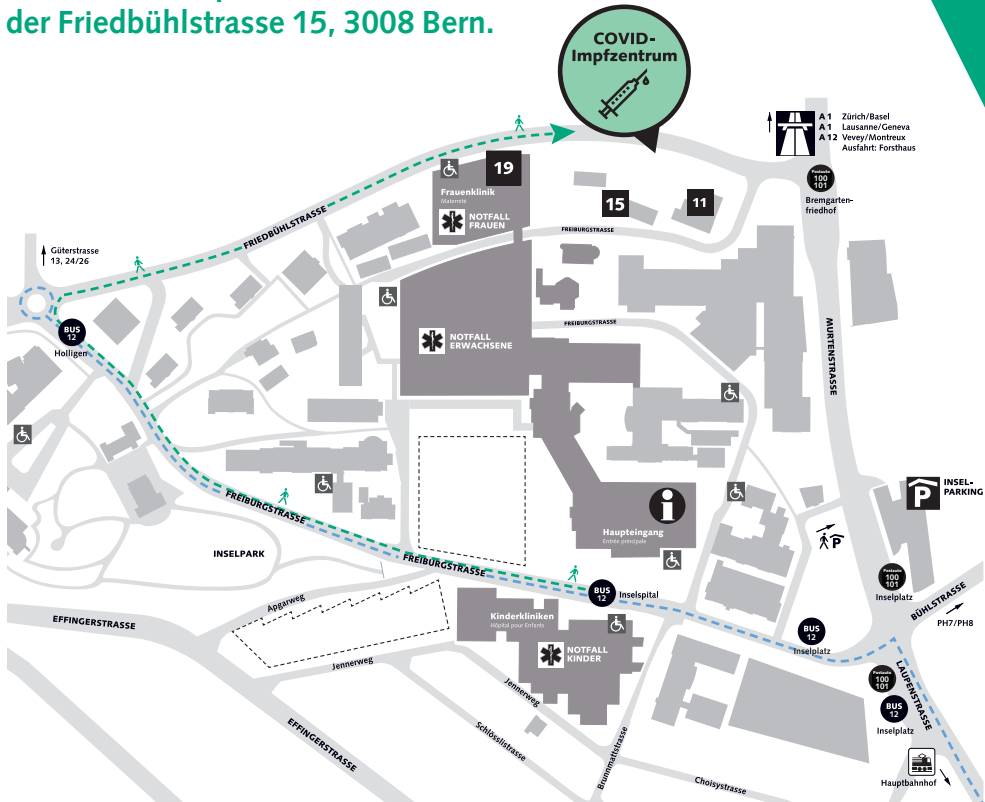 der Friedbühlstrasse 15, 3008 Bern.
COVID-
Impfzentrum
A 1 Zürich/Basel
A 1 Lausanne/Geneva
A 12 Vevey/Montreux
Ausfahrt: Forsthaus
Postauto
100
101
Bremgarten-
friedhof
19
Frauenklinik
Maternité
NOTFALL
FRAUEN
15
11
FREIBURGSTRASSE
FRIEDBÜHLSTRASSE
Güterstrasse
13, 24/26
BUS
12
Holligen
NOTFALL
ERWACHSENE
FREIBURGSTRASSE
MURTENSTRASSE
P
INSEL-
PARKING
FREIBURGSTRASSE
i
Haupteingang
Entrée principale
P
INSELPARK
FREIBURGSTRASSE
Postauto
100
101
Inselplatz
BUS
12
Inselspital
Apgarweg
BÜHLSTRASSE
PH7/PH8
EFFINGERSTRASSE
Kinderkliniken
Hôpital pour Enfants
NOTFALL
KINDER
BUS
12
Inselplatz
Jennerweg
Jennerweg
LAUPENSTRASSE
Postauto
100
101
BUS
12
Inselplatz
EFFINGERSTRASSE
Schlösslistrasse
Brunnmattstrasse
Choisystrasse
Hauptbahnhof